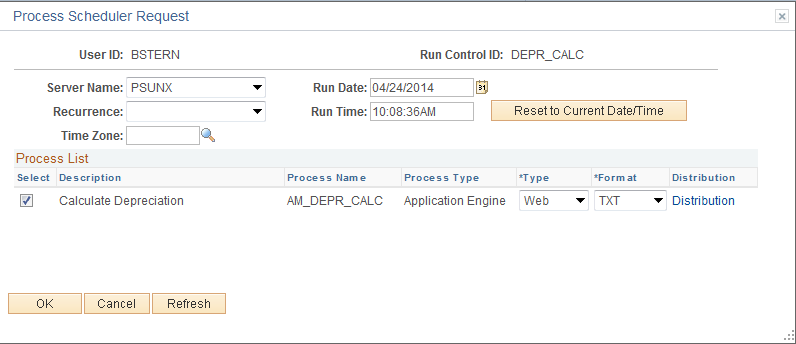 Process Scheduler Request
User ID: BSTERN Run Control ID: DEPR_CALC
Server Name: PSUNX Run Date: 04/24/2014 31
Recurrence: Run Time: 10:08:36AM Reset to Current Date/Time
Time Zone:
Process List
Select Description Process Name Process Type *Type *Format Distribution
Calculate Depreciation AM_DEPR_CALC Application Engine Web TXT Distribution
OK Cancel Refresh